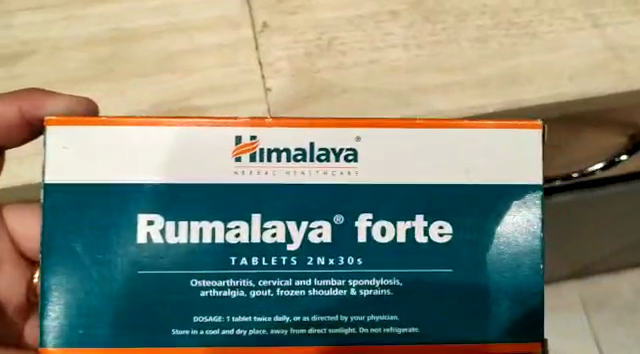 Himalaya®
HERBAL HEALTHCARE
Rumalaya® forte
TABLETS 2Nx30s
Osteoarthritis, cervical and lumbar spondylosis,
arthralgia, gout, frozen shoulder & sprains.
DOSAGE: 1 tablet twice daily, or as directed by your physician.
Store in a cool and dry place, away from direct sunlight. Do not refrigerate.